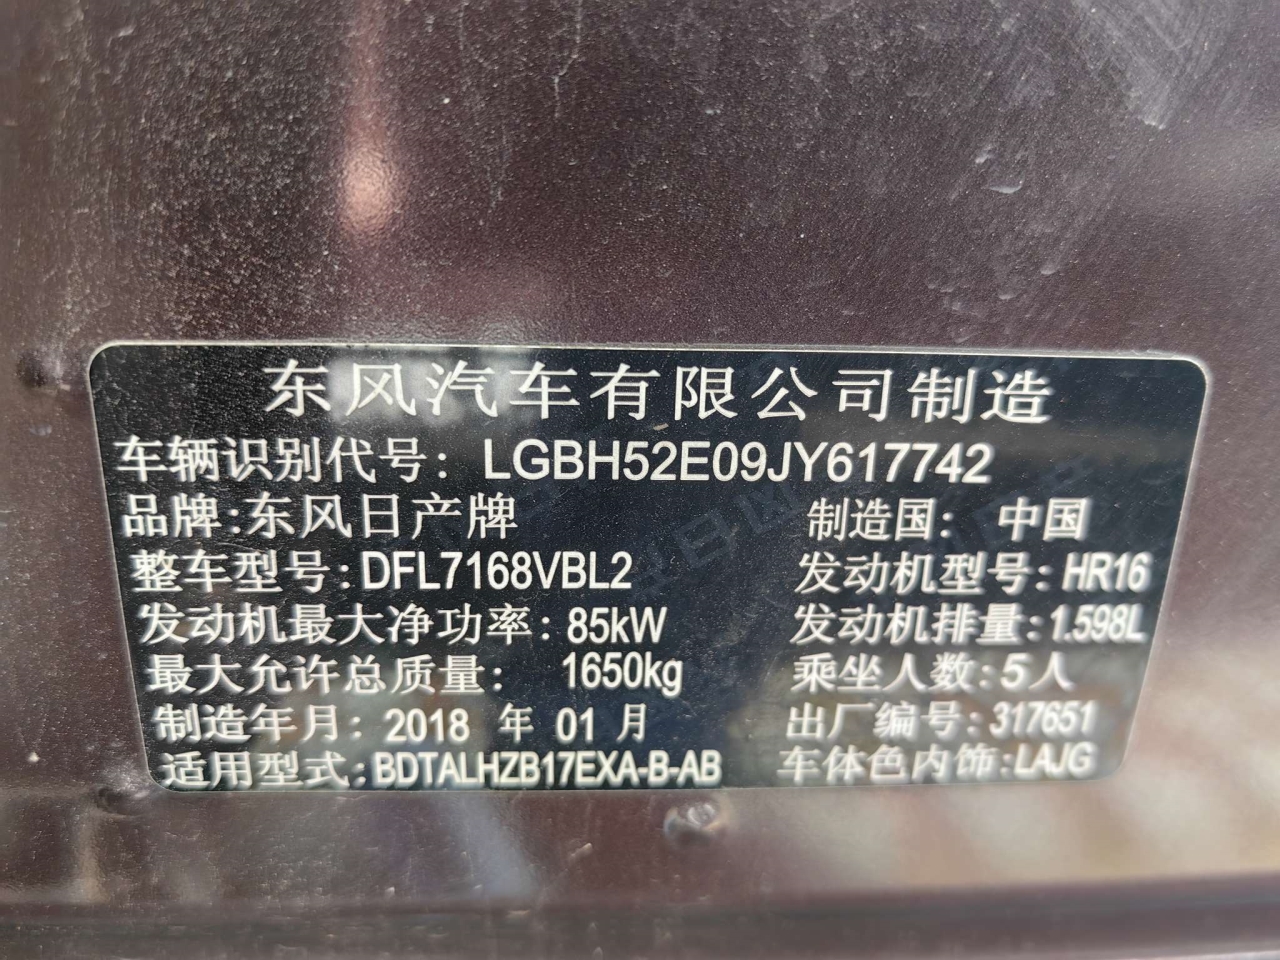 东风汽车有限公司制造
车辆识别代号: LGBH52E09JY617742
品牌:东风日产牌 制造国: 中国
整车型号:DFL7168VBL2 发动机型号:HR16
发动机最大净功率:85kW 发动机排量:1.598L
最大允许总质量: 1650kg 乘坐人数:5人
制造年月:2018 年 01 月 出厂编号:317651
适用型式:BDTALHZB17EXA-B-AB 车体色内饰:LAJG